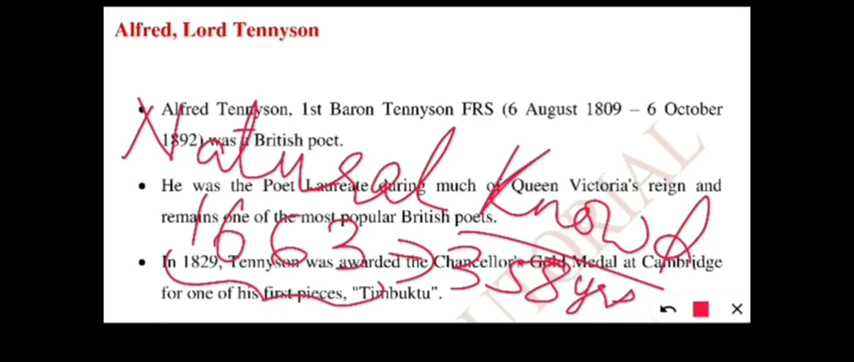 Alfred, Lord Tennyson
• Alfred Tennyson, 1st Baron Tennyson FRS (6 August 1809 – 6 October
1892) was a British poet.
• He was the Poet Laureate during much of Queen Victoria's reign and
remains one of the most popular British poets.
• In 1829, Tennyson was awarded the Chancellor's Gold Medal at Cambridge
for one of his first pieces, "Timbuktu".
Natural Knowl
1663 ⇒ 358 yrs
TUTORIAL